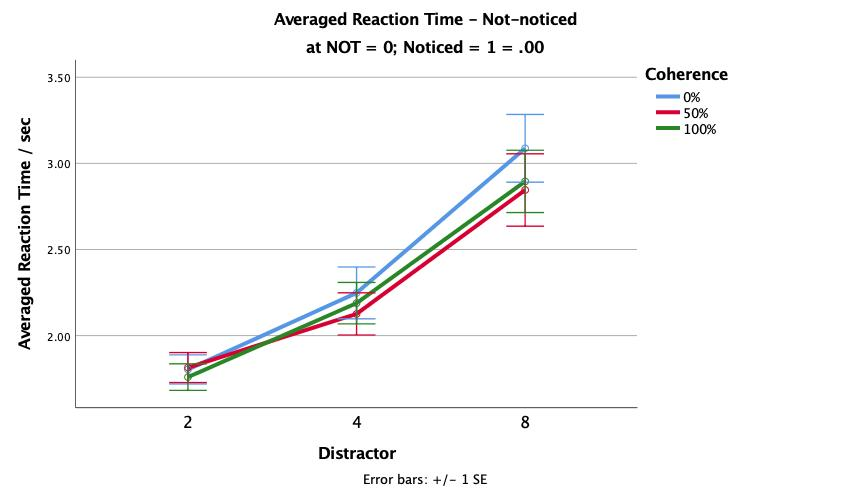 Averaged Reaction Time - Not-noticed
at NOT = 0; Noticed = 1 = .00
Coherence
0%
50%
100%
Averaged Reaction Time / sec
3.50
3.00
2.50
2.00
2
4
8
Distractor
Error bars: +/- 1 SE